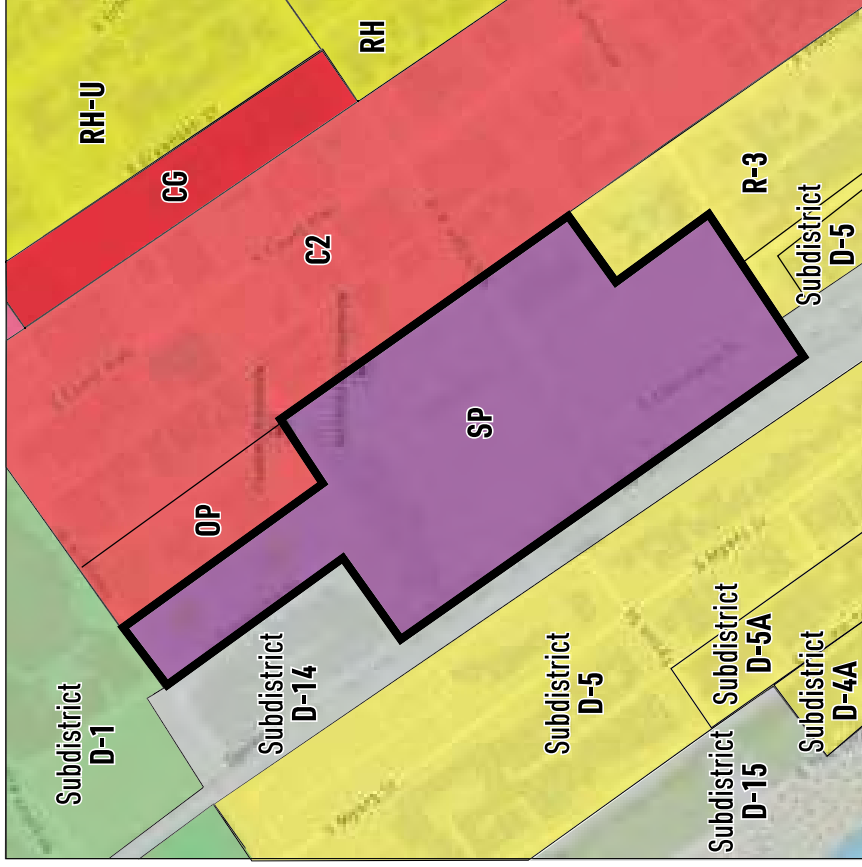 RH-U
RH
CG
C2
R-3
Subdistrict
D-5
SP
OP
Subdistrict
D-1
Subdistrict
D-14
Subdistrict
D-5
Subdistrict
D-5A
Subdistrict
D-4A
Subdistrict
D-15